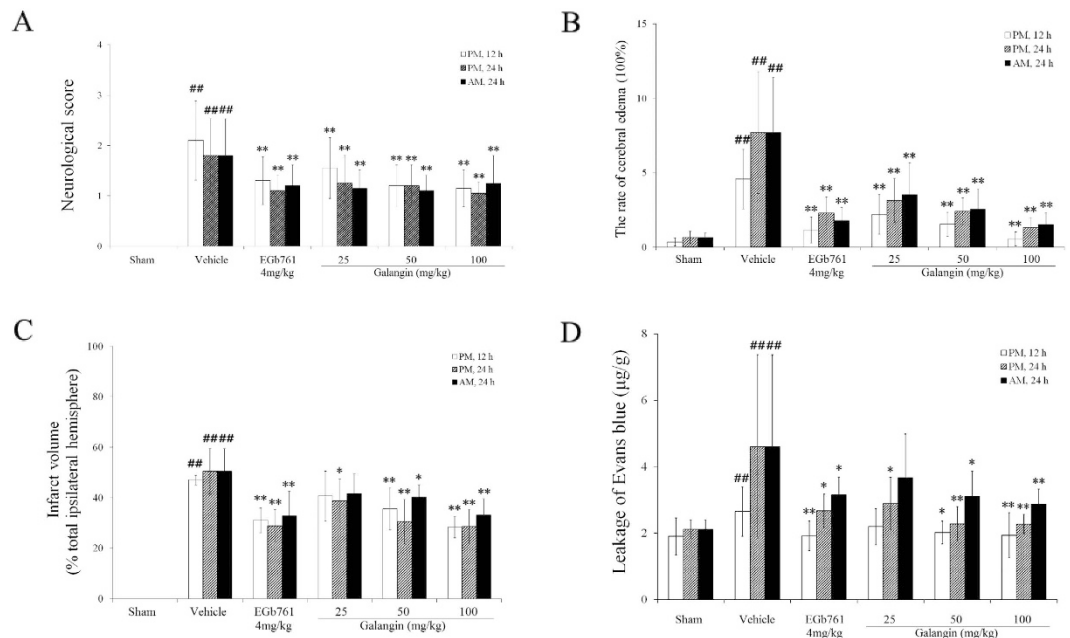 A
Neurological score
4
3
2
1
0
PM, 12 h
PM, 24 h
AM, 24 h
##
####
** ** **
** ** **
** ** **
** ** **
Sham Vehicle EGb761 25 50 100
4mg/kg Galangin (mg/kg)
B
The rate of cerebral edema (100%)
15
10
5
0
PM, 12 h
PM, 24 h
AM, 24 h
## ## ##
** ** **
** ** **
** ** **
** ** **
Sham Vehicle EGb761 25 50 100
4mg/kg Galangin (mg/kg)
C
Infarct volume
(% total ipsilateral hemisphere)
100
80
60
40
20
0
PM, 12 h
PM, 24 h
AM, 24 h
##
####
** ** **
*
** ** *
** ** **
Sham Vehicle EGb761 25 50 100
4mg/kg Galangin (mg/kg)
D
Leakage of Evans blue (µg/g)
8
6
4
2
0
PM, 12 h
PM, 24 h
AM, 24 h
##
####
** * *
*
* ** *
** ** **
Sham Vehicle EGb761 25 50 100
4mg/kg Galangin (mg/kg)